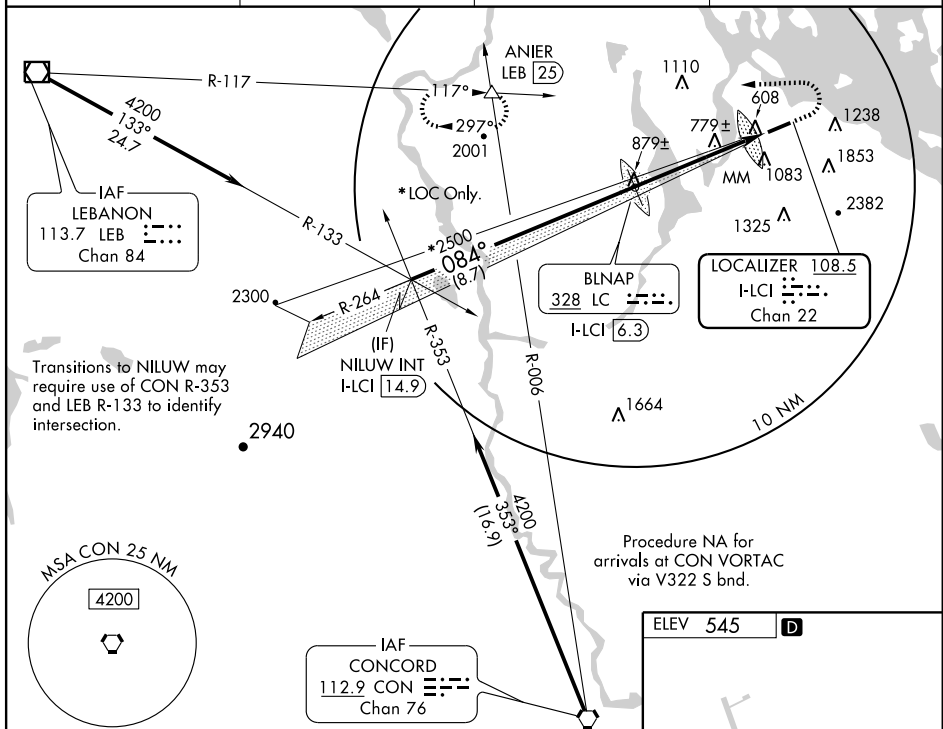 R-117
4200
133°
24.7
IAF
LEBANON
113.7 LEB
Chan 84
R-133
ANIER
LEB 25
117°
297°
2001
*LOC Only.
1110
608
779±
879±
MM
1083
1238
1853
1325
2382
*2500
084°
(8.7)
2300
R-264
(IF)
NILUW INT
I-LCI 14.9
R-353
R-006
BLNAP
328 LC
I-LCI 6.3
LOCALIZER 108.5
I-LCI
Chan 22
Transitions to NILUW may
require use of CON R-353
and LEB R-133 to identify
intersection.
2940
1664
10 NM
4200
353°
(16.9)
Procedure NA for
arrivals at CON VORTAC
via V322 S bnd.
MSA CON 25 NM
4200
IAF
CONCORD
112.9 CON
Chan 76
ELEV 545 D